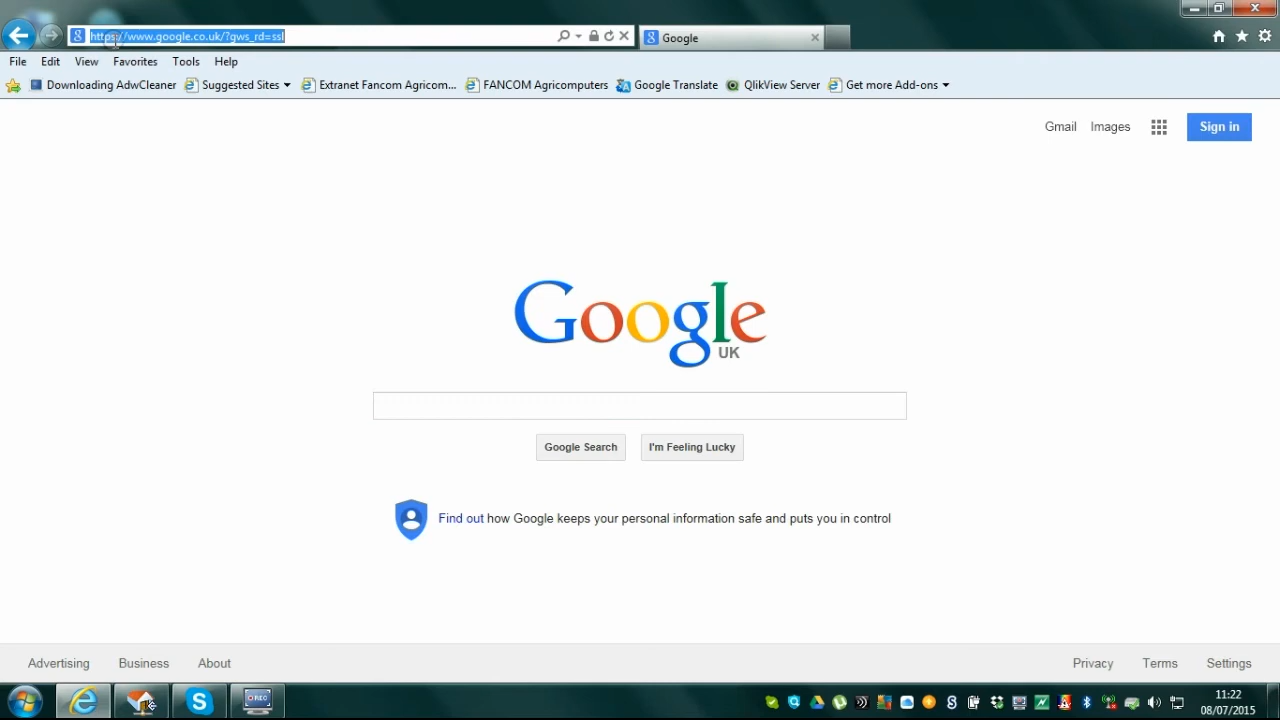 https://www.google.co.uk/?gws_rd=ssl
Google
File Edit View Favorites Tools Help
Downloading AdwCleaner Suggested Sites Extranet Fancom Agricom... FANCOM Agricomputers Google Translate QlikView Server Get more Add-ons
Gmail Images Sign in
Google
UK
Google Search I'm Feeling Lucky
Find out how Google keeps your personal information safe and puts you in control
Advertising Business About Privacy Terms Settings
REC
11:22
08/07/2015